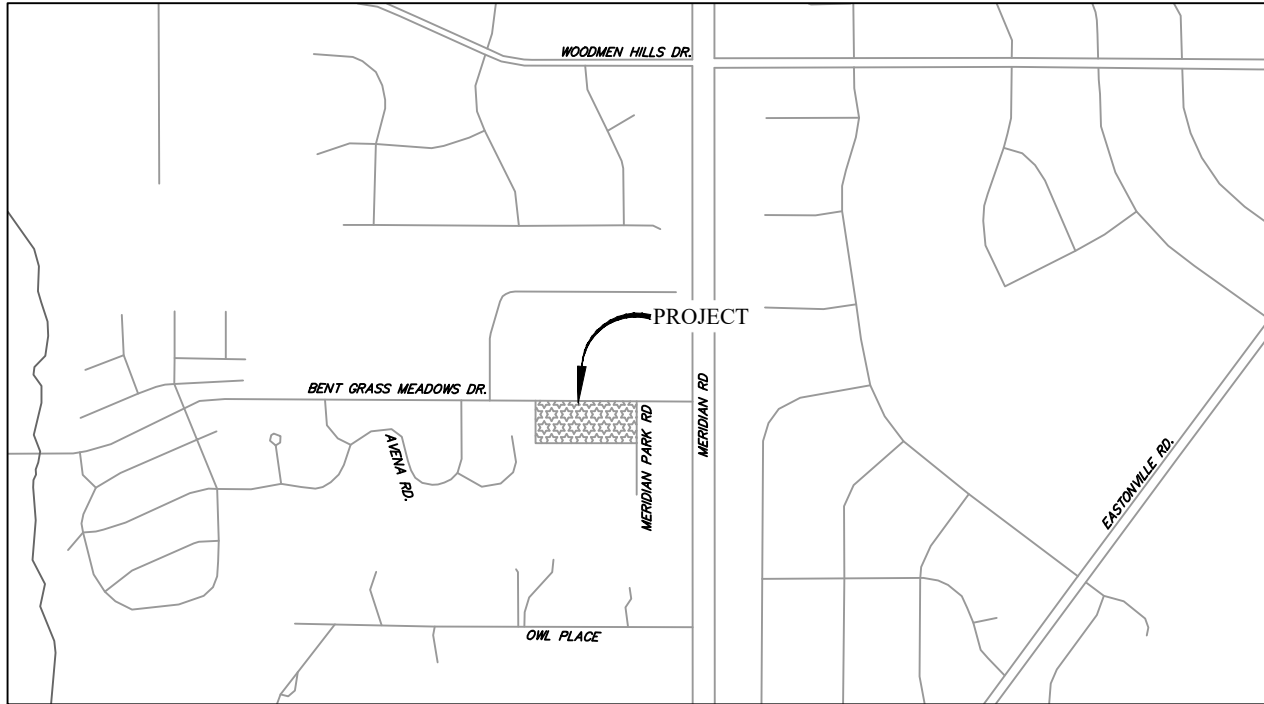 WOODMEN HILLS DR.
PROJECT
BENT GRASS MEADOWS DR.
MERIDIAN RD
MERIDIAN PARK RD
AVENA RD.
EASTONVILLE RD.
OWL PLACE